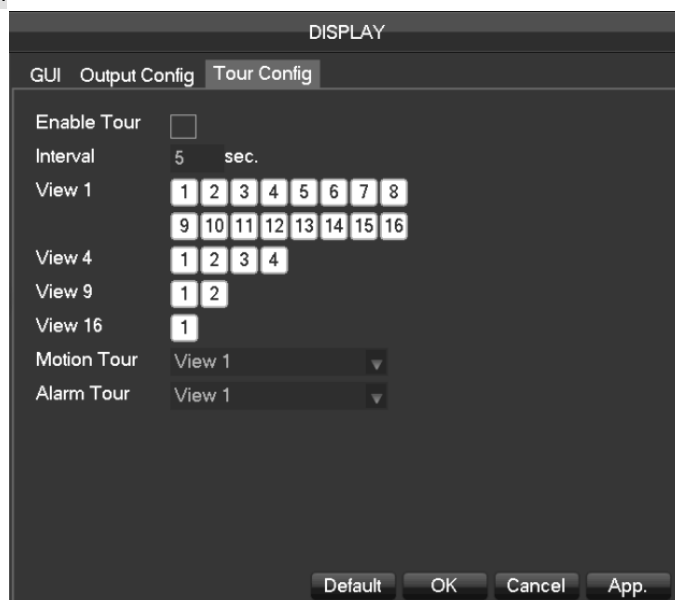 DISPLAY
GUI Output Config Tour Config
Enable Tour
Interval 5 sec.
View 1 1 2 3 4 5 6 7 8
9 10 11 12 13 14 15 16
View 4 1 2 3 4
View 9 1 2
View 16 1
Motion Tour View 1
Alarm Tour View 1
Default OK Cancel App.